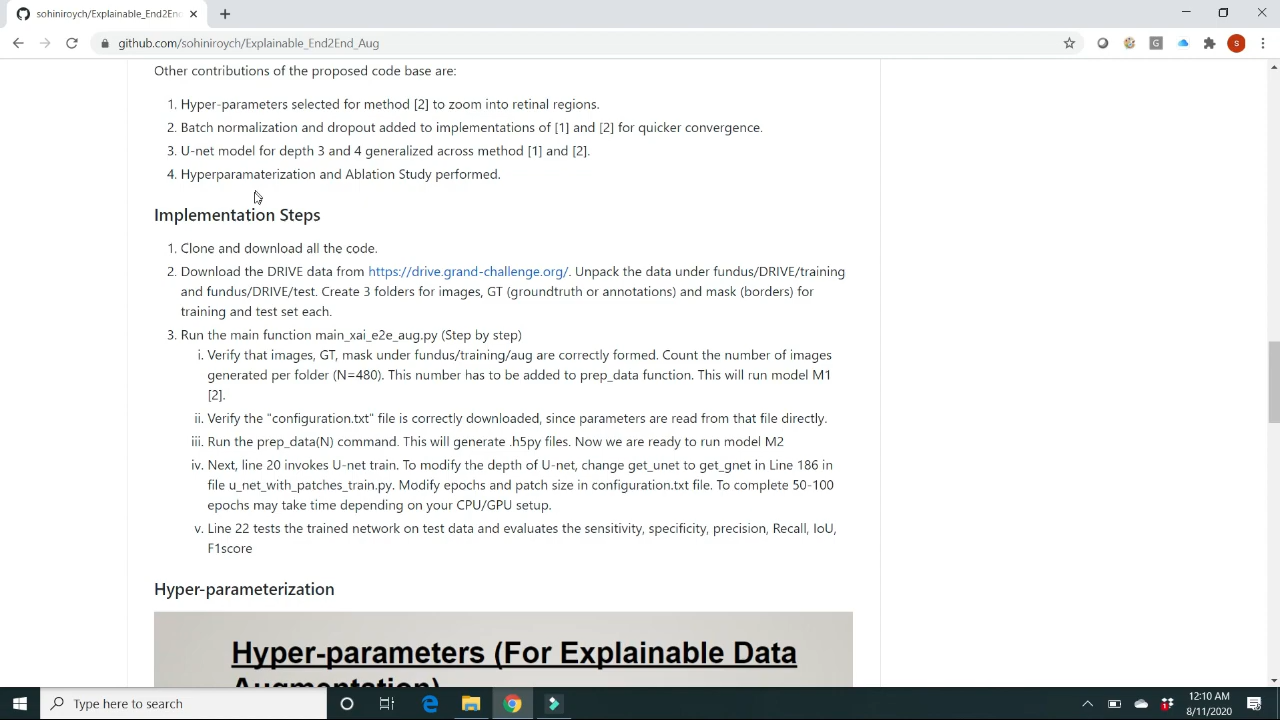 sohiniroych/Explainable_End2End
github.com/sohiniroych/Explainable_End2End_Aug
G
s
Other contributions of the proposed code base are:
1. Hyper-parameters selected for method [2] to zoom into retinal regions.
2. Batch normalization and dropout added to implementations of [1] and [2] for quicker convergence.
3. U-net model for depth 3 and 4 generalized across method [1] and [2].
4. Hyperparamaterization and Ablation Study performed.
Implementation Steps
1. Clone and download all the code.
2. Download the DRIVE data from https://drive.grand-challenge.org/. Unpack the data under fundus/DRIVE/training
and fundus/DRIVE/test. Create 3 folders for images, GT (groundtruth or annotations) and mask (borders) for
training and test set each.
3. Run the main function main_xai_e2e_aug.py (Step by step)
i. Verify that images, GT, mask under fundus/training/aug are correctly formed. Count the number of images
generated per folder (N=480). This number has to be added to prep_data function. This will run model M1
[2].
ii. Verify the "configuration.txt" file is correctly downloaded, since parameters are read from that file directly.
iii. Run the prep_data(N) command. This will generate .h5py files. Now we are ready to run model M2
iv. Next, line 20 invokes U-net train. To modify the depth of U-net, change get_unet to get_gnet in Line 186 in
file u_net_with_patches_train.py. Modify epochs and patch size in configuration.txt file. To complete 50-100
epochs may take time depending on your CPU/GPU setup.
v. Line 22 tests the trained network on test data and evaluates the sensitivity, specificity, precision, Recall, IoU,
F1score
Hyper-parameterization
Hyper-parameters (For Explainable Data
Augmentation)
Type here to search
12:10 AM
8/11/2020